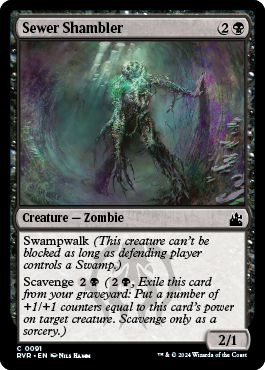 Sewer Shambler 2
Creature — Zombie
Swampwalk (This creature can't be
blocked as long as defending player
controls a Swamp.)
Scavenge 2 (2, Exile this card
from your graveyard: Put a number of
+1/+1 counters equal to this card's power
on target creature. Scavenge only as a
sorcery.)
2/1
C 0091
RVR • EN Nils Hamm ™ & © 2024 Wizards of the Coast